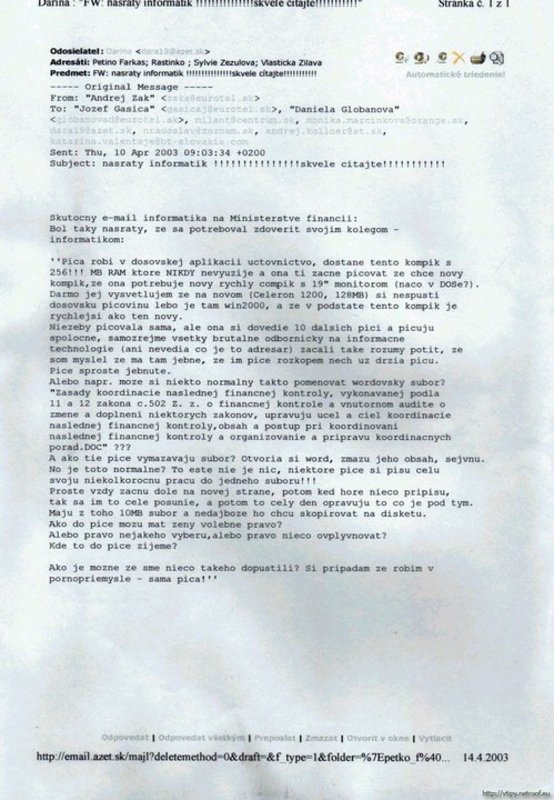 Darina : "FW: nasraty informatik !!!!!!!!!!!!!!!skvele citajte!!!!!!!!!!!"
Stránka č. 1 z 1
Odosielateľ: Darina <dara19@azet.sk>
Adresáti: Petino Farkas; Rastinko ; Sylvie Zezulova; Vlasticka Zilava
Predmet: FW: nasraty informatik !!!!!!!!!!!!!!!skvele citajte!!!!!!!!!!!
Automatické triedenie!
----- Original Message -----
From: "Andrej Zak" <zaka@eurotel.sk>
To: "Jozef Gasica" <gasicaj@eurotel.sk>, "Daniela Globanova"
<globanovad@eurotel.sk>, milant@centrum.sk, monika.marcinkova@orange.sk,
dara19@azet.sk, nradoslav@zoznam.sk, andrej.kollner@st.sk,
katarina.valentoje@bt-slovakia.com
Sent: Thu, 10 Apr 2003 09:03:34 +0200
Subject: nasraty informatik !!!!!!!!!!!!!!!skvele citajte!!!!!!!!!!!
Skutocny e-mail informatika na Ministerstve financii:
Bol taky nasraty, ze sa potreboval zdoverit svojim kolegom -
informatikom:
''Pica robi v dosovskej aplikacii uctovnictvo, dostane tento kompik s
256!!! MB RAM ktore NIKDY nevyuzije a ona ti zacne picovat ze chce novy
kompik,ze ona potrebuje novy rychly compik s 19" monitorom (naco v DOSe?).
Darmo jej vysvetlujem ze na novom (Celeron 1200, 128MB) si nespusti
dosovsku picovinu lebo je tam win2000, a ze v podstate tento kompik je
rychlejsi ako ten novy.
Niezeby picovala sama, ale ona si dovedie 10 dalsich pici a picuju
spolocne, samozrejme vsetky brutalne odbornicky na informacne
technologie (ani nevedia co je to adresar) zacali take rozumy potit, ze
som myslel ze ma tam jebne, ze im pice rozkopem nech uz drzia picu.
Pice sproste jebnute.
Alebo napr. moze si niekto normalny takto pomenovat wordovsky subor?
"Zasady koordinacie naslednej financnej kontroly, vykonavanej podla
11 a 12 zakona c.502 Z. z. o financnej kontrole a vnutornom audite o
zmene a doplneni niektorych zakonov, upravuju ucel a ciel koordinacie
naslednej financnej kontroly,obsah a postup pri koordinovani
naslednej financnej kontroly a organizovanie a pripravu koordinacnych
porad.DOC" ???
A ako tie pice vymazavaju subor? Otvoria si word, zmazu jeho obsah, sejvnu.
No je toto normalne? To este nie je nic, niektore pice si pisu celu
svoju niekolkorocnu pracu do jedneho suboru!!!
Proste vzdy zacnu dole na novej strane, potom ked hore nieco pripisu,
tak sa im to cele posunie, a potom to cely den opravuju to co je pod tym.
Maju z toho 10MB subor a nedajboze ho chcu skopirovat na disketu.
Ako do pice mozu mat zeny volebne pravo?
Alebo pravo nejakeho vyberu,alebo pravo nieco ovplyvnovat?
Kde to do pice zijeme?
Ako je mozne ze sme nieco takeho dopustili? Si pripadam ze robim v
pornopriemysle - sama pica!''
Odpovedať | Odpovedať všetkým | Preposlať | Zmazať | Otvoriť v okne | Vytlačiť
http://email.azet.sk/majl?deletemethod=0&draft=&f_type=1&folder=%7Epetko_f%40...
14.4.2003
http://vtipy.netroof.eu